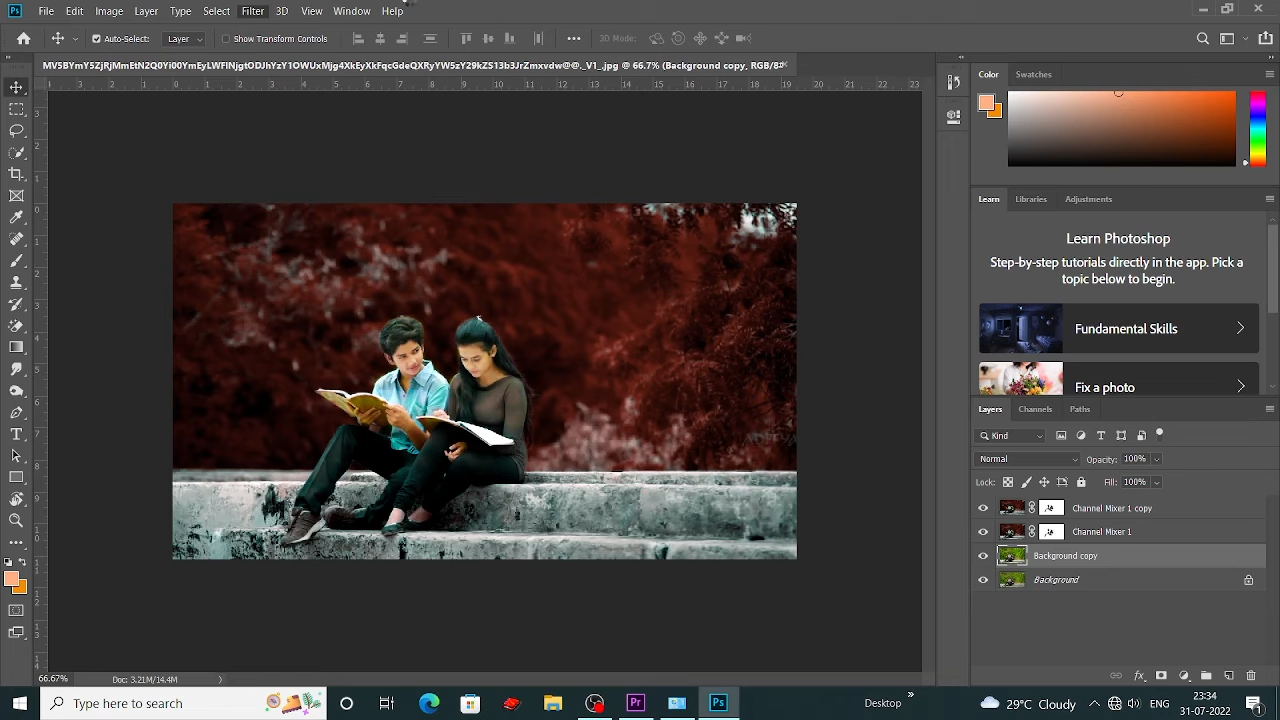 Ps File Edit Image Layer Type Select Filter 3D View Window Help
Auto-Select: Layer Show Transform Controls 3D Mode:
MV5BYmY5ZjRjMmEtN2Q0Yi00YmEyLWFlNjgtODJhYzY1OWUxMjg4XkEyXkFqcGdeQXRyYW5zY29kZS13b3JrZmxvdw@@._V1_.jpg @ 66.7% (Background copy, RGB/8#
Color Swatches
Learn Libraries Adjustments
Learn Photoshop
Step-by-step tutorials directly in the app. Pick a
topic below to begin.
Fundamental Skills
Fix a photo
Layers Channels Paths
Kind
Normal Opacity: 100%
Lock: Fill: 100%
Channel Mixer 1 copy
Channel Mixer 1
Background copy
Background
66.67% Doc: 3.21M/14.4M
Type here to search Pr Ps Desktop 29°C Cloudy ENG 23:34
31-07-2022